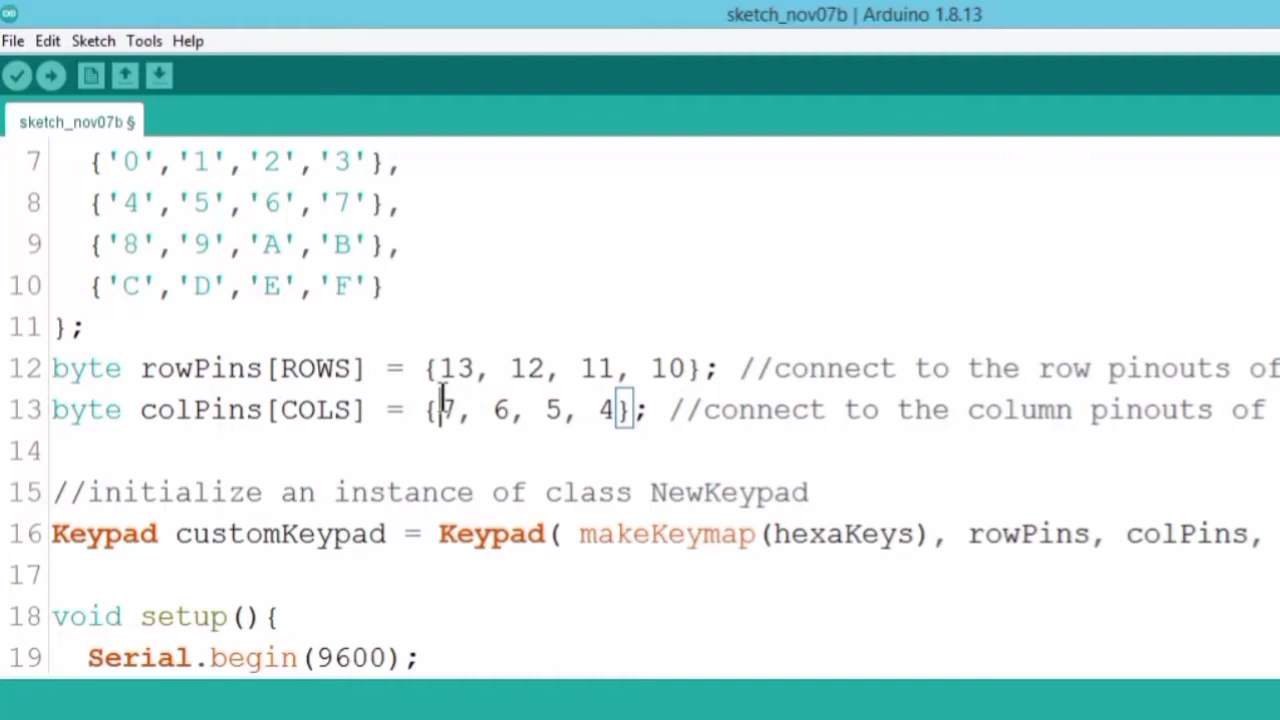 sketch_nov07b | Arduino 1.8.13
File Edit Sketch Tools Help
sketch_nov07b §
7 {'0','1','2','3'},
8 {'4','5','6','7'},
9 {'8','9','A','B'},
10 {'C','D','E','F'}
11 };
12 byte rowPins[ROWS] = {13, 12, 11, 10}; //connect to the row pinouts of
13 byte colPins[COLS] = {7, 6, 5, 4}; //connect to the column pinouts of
14
15 //initialize an instance of class NewKeypad
16 Keypad customKeypad = Keypad( makeKeymap(hexaKeys), rowPins, colPins,
17
18 void setup(){
19 Serial.begin(9600);